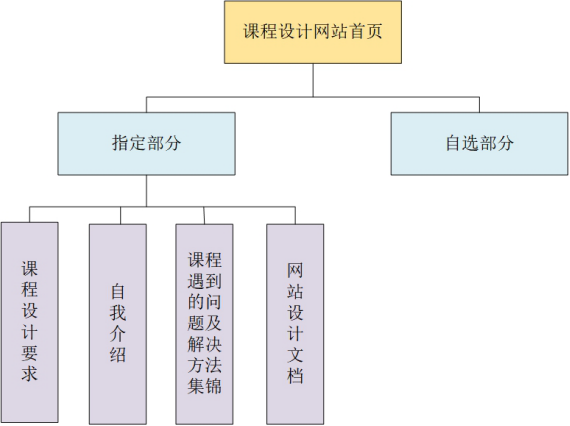 课程设计网站首页
指定部分
自选部分
课程设计要求
自我介绍
课程
遇到
的问
题及
解决
方法
集锦
网站设计文档